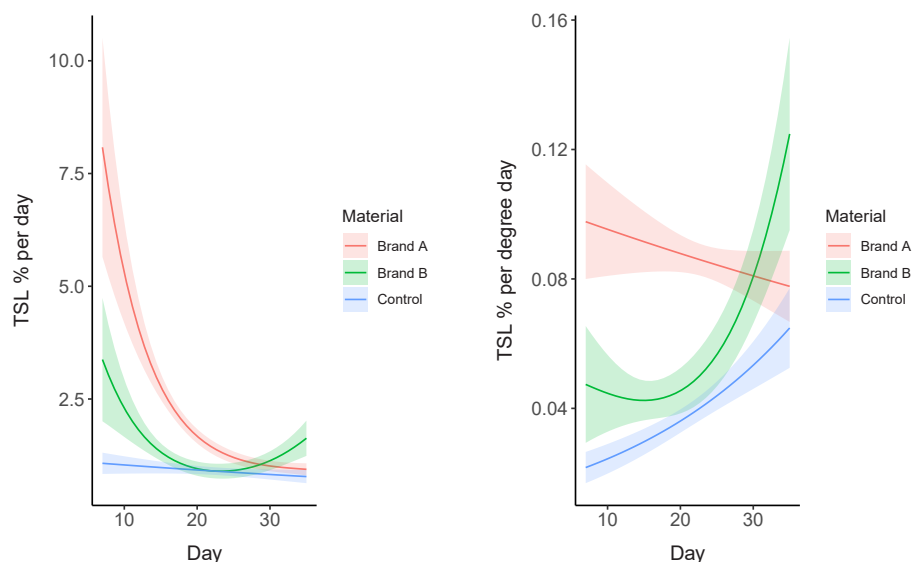 TSL % per day
10.0
7.5
5.0
2.5
10
20
30
Day
Material
Brand A
Brand B
Control
TSL % per degree day
0.16
0.12
0.08
0.04
10
20
30
Day
Material
Brand A
Brand B
Control